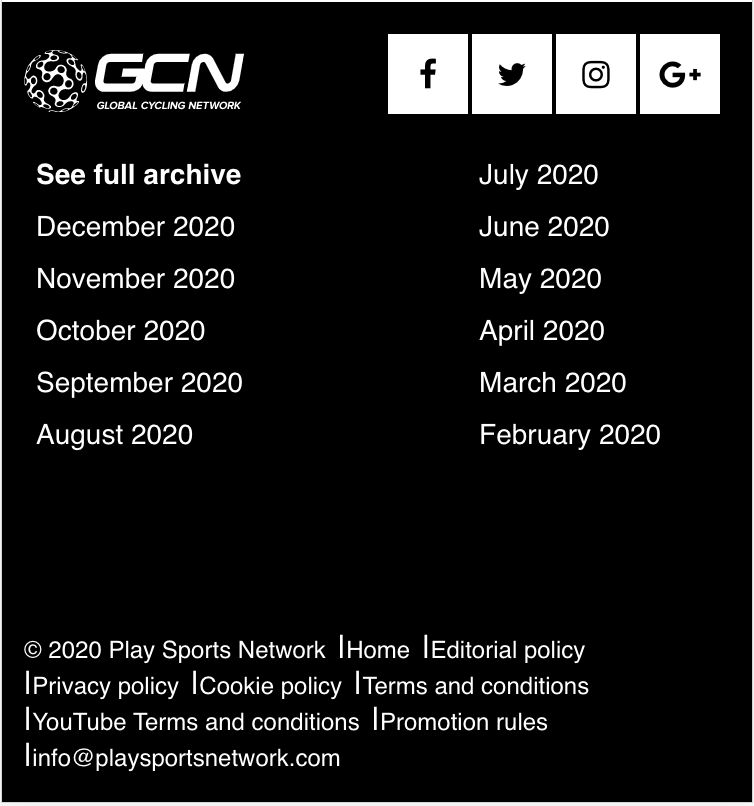 GCN
GLOBAL CYCLING NETWORK
f
G+
See full archive
December 2020
November 2020
October 2020
September 2020
August 2020
July 2020
June 2020
May 2020
April 2020
March 2020
February 2020
© 2020 Play Sports Network |Home |Editorial policy
|Privacy policy |Cookie policy |Terms and conditions
|YouTube Terms and conditions |Promotion rules
|info@playsportsnetwork.com